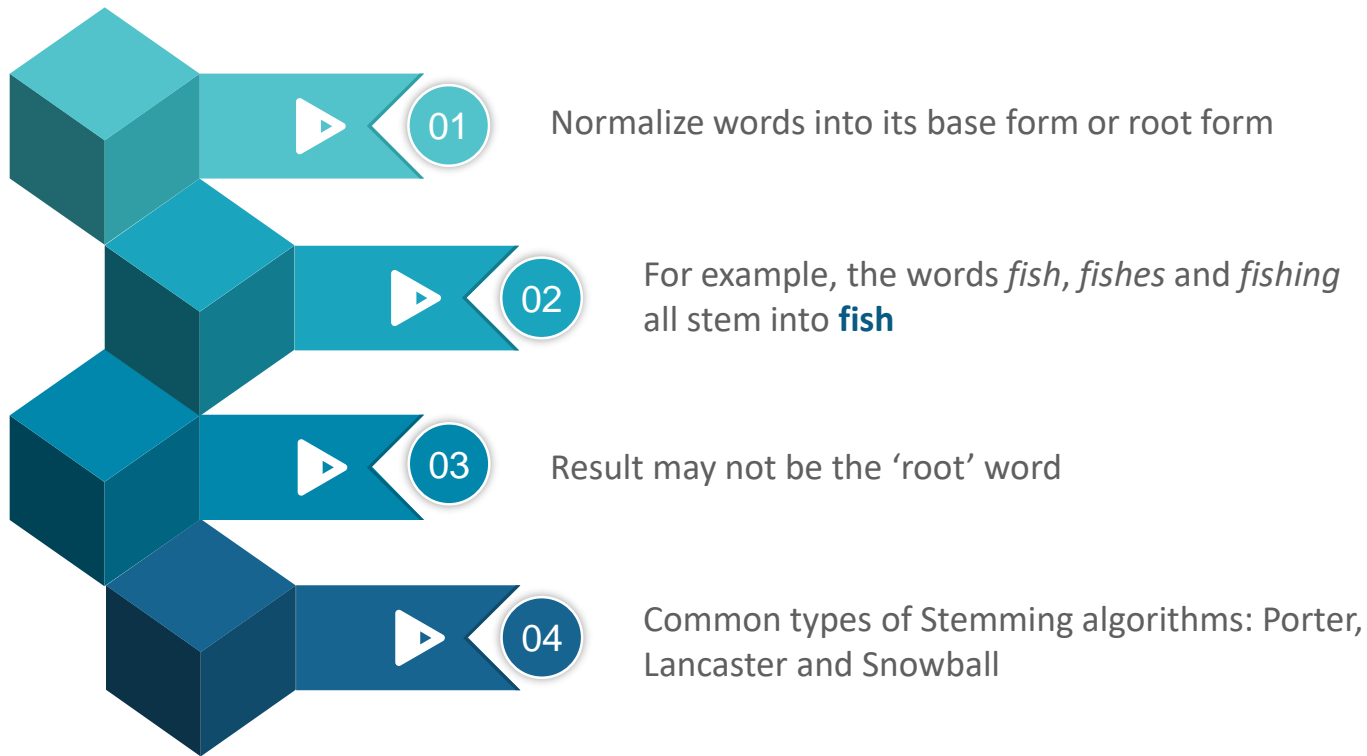 01
Normalize words into its base form or root form
02
For example, the words fish, fishes and fishing
all stem into fish
03
Result may not be the ‘root’ word
04
Common types of Stemming algorithms: Porter,
Lancaster and Snowball